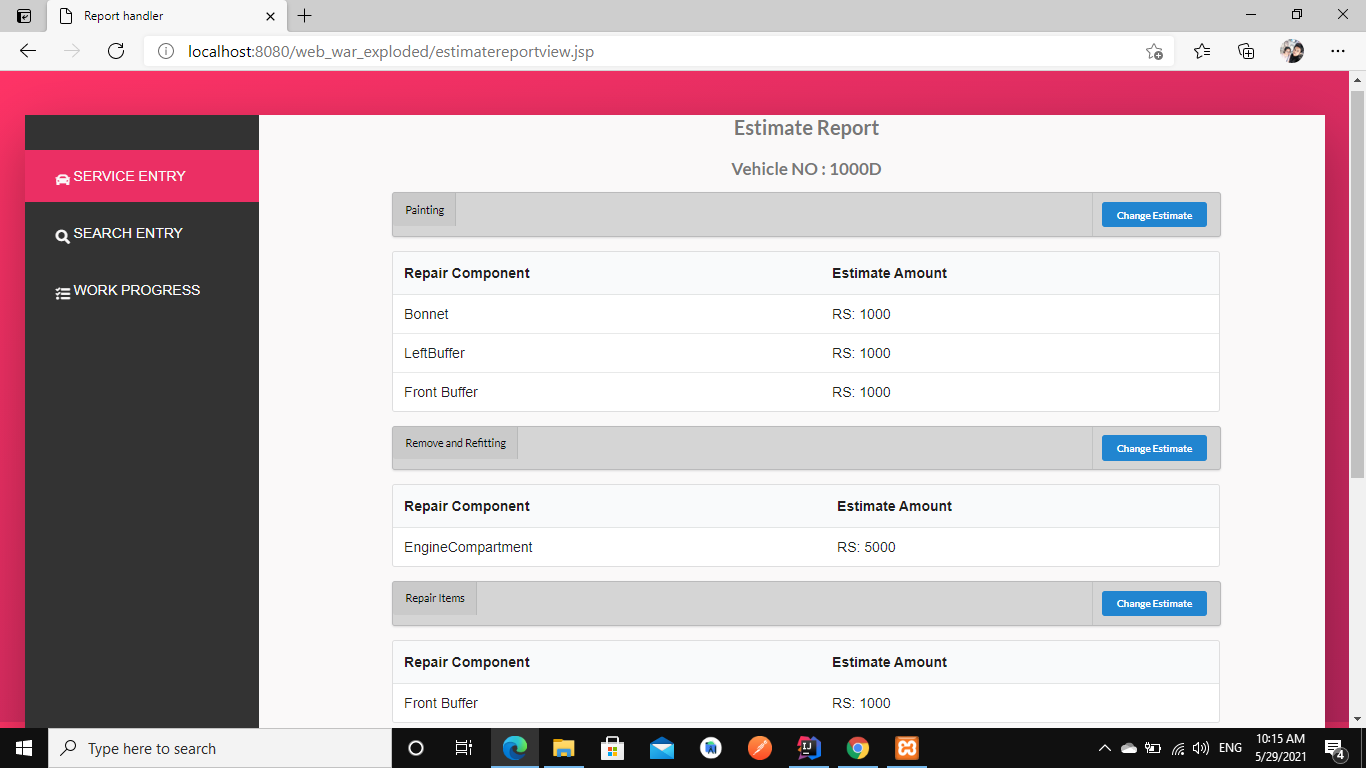 Report handler
localhost:8080/web_war_exploded/estimatereportview.jsp
Estimate Report
Vehicle NO : 1000D
SERVICE ENTRY
SEARCH ENTRY
WORK PROGRESS
Painting
Change Estimate
Repair Component Estimate Amount
Bonnet RS: 1000
LeftBuffer RS: 1000
Front Buffer RS: 1000
Remove and Refitting
Change Estimate
Repair Component Estimate Amount
EngineCompartment RS: 5000
Repair Items
Change Estimate
Repair Component Estimate Amount
Front Buffer RS: 1000
Type here to search
IJ
ENG
10:15 AM
5/29/2021
4